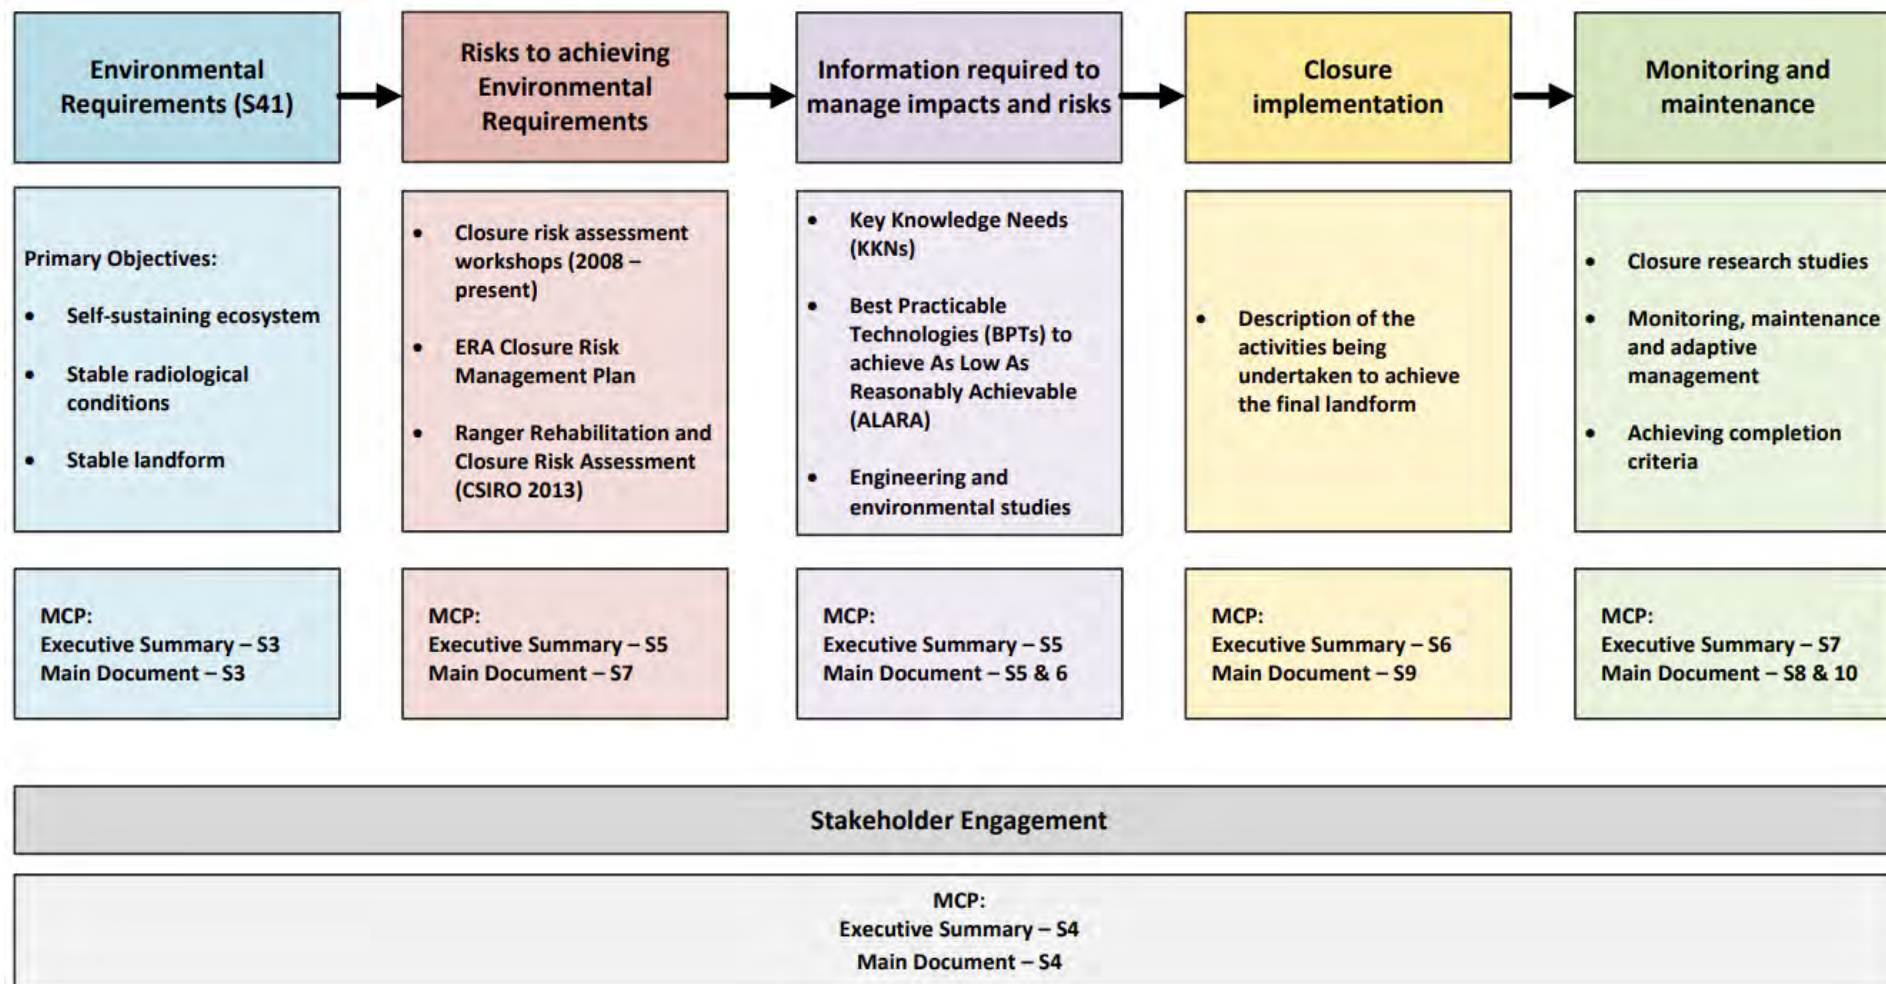 Environmental
Requirements (S41)
Risks to achieving
Environmental
Requirements
Information required to
manage impacts and risks
Closure
implementation
Monitoring and
maintenance
Primary Objectives:
• Self-sustaining ecosystem
• Stable radiological
conditions
• Stable landform
• Closure risk assessment
workshops (2008 –
present)
• ERA Closure Risk
Management Plan
• Ranger Rehabilitation and
Closure Risk Assessment
(CSIRO 2013)
• Key Knowledge Needs
(KKNs)
• Best Practicable
Technologies (BPTs) to
achieve As Low As
Reasonably Achievable
(ALARA)
• Engineering and
environmental studies
• Description of the
activities being
undertaken to achieve
the final landform
• Closure research studies
• Monitoring, maintenance
and adaptive
management
• Achieving completion
criteria
MCP:
Executive Summary – S3
Main Document – S3
MCP:
Executive Summary – S5
Main Document – S7
MCP:
Executive Summary – S5
Main Document – S5 & 6
MCP:
Executive Summary – S6
Main Document – S9
MCP:
Executive Summary – S7
Main Document – S8 & 10
Stakeholder Engagement
MCP:
Executive Summary – S4
Main Document – S4